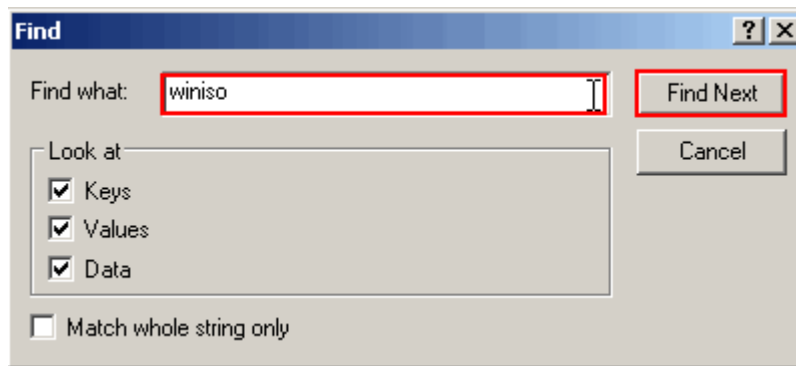 Find
Find what: winiso Find Next
Look at Cancel
Keys
Values
Data
Match whole string only